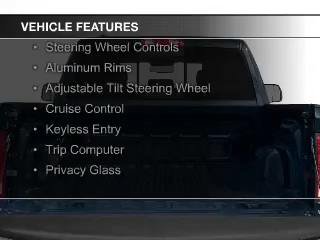 VEHICLE FEATURES
• Steering Wheel Controls
• Aluminum Rims
• Adjustable Tilt Steering Wheel
• Cruise Control
• Keyless Entry
• Trip Computer
• Privacy Glass